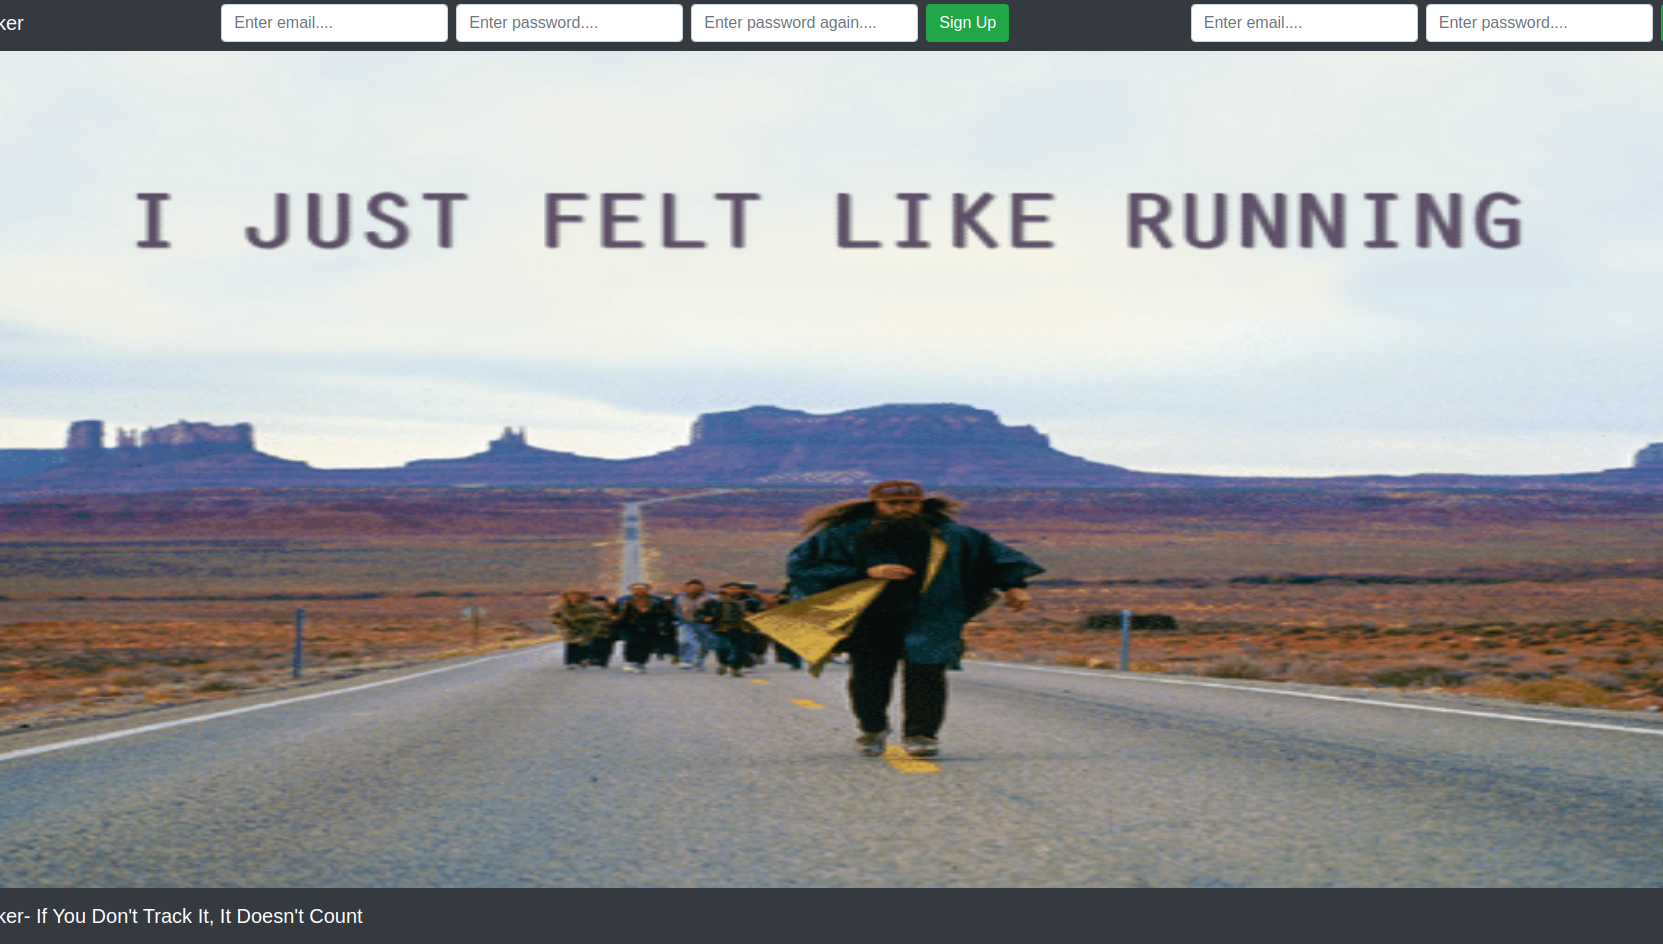 ker Enter email.... Enter password.... Enter password again.... Sign Up Enter email.... Enter password....
I JUST FELT LIKE RUNNING
ker- If You Don't Track It, It Doesn't Count